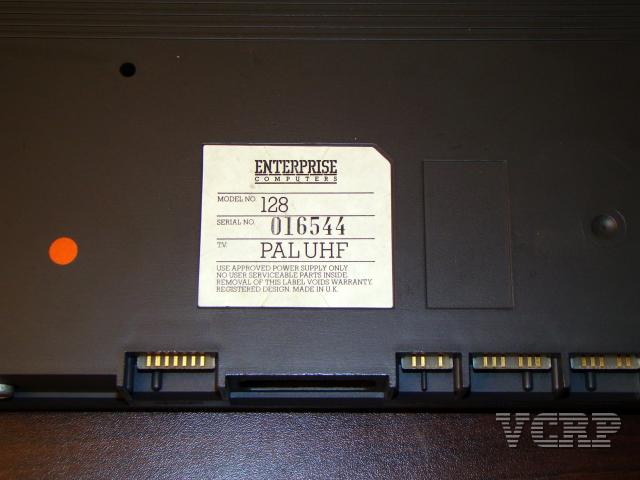 ENTERPRISE
COMPUTERS
MODEL NO. 128
SERIAL NO. 016544
T.V. PAL UHF
USE APPROVED POWER SUPPLY ONLY
NO USER SERVICEABLE PARTS INSIDE
REMOVAL OF THIS LABEL VOIDS WARRANTY.
REGISTERED DESIGN. MADE IN U.K.
VCRP